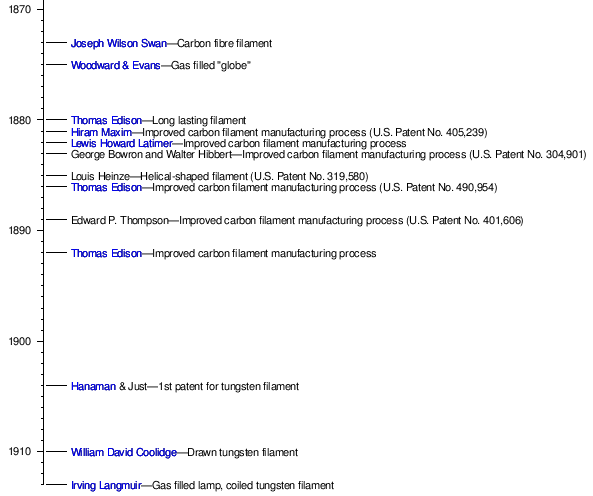 1870
Joseph Wilson Swan—Carbon fibre filament
Woodward & Evans—Gas filled "globe"
1880
Thomas Edison—Long lasting filament
Hiram Maxim—Improved carbon filament manufacturing process (U.S. Patent No. 405,239)
Lewis Howard Latimer—Improved carbon filament manufacturing process
George Bowron and Walter Hibbert—Improved carbon filament manufacturing process (U.S. Patent No. 304,901)
Louis Heinze—Helical-shaped filament (U.S. Patent No. 319,580)
Thomas Edison—Improved carbon filament manufacturing process (U.S. Patent No. 490,954)
Edward P. Thompson—Improved carbon filament manufacturing process (U.S. Patent No. 401,606)
1890
Thomas Edison—Improved carbon filament manufacturing process
1900
Hanaman & Just—1st patent for tungsten filament
1910
William David Coolidge—Drawn tungsten filament
Irving Langmuir—Gas filled lamp, coiled tungsten filament